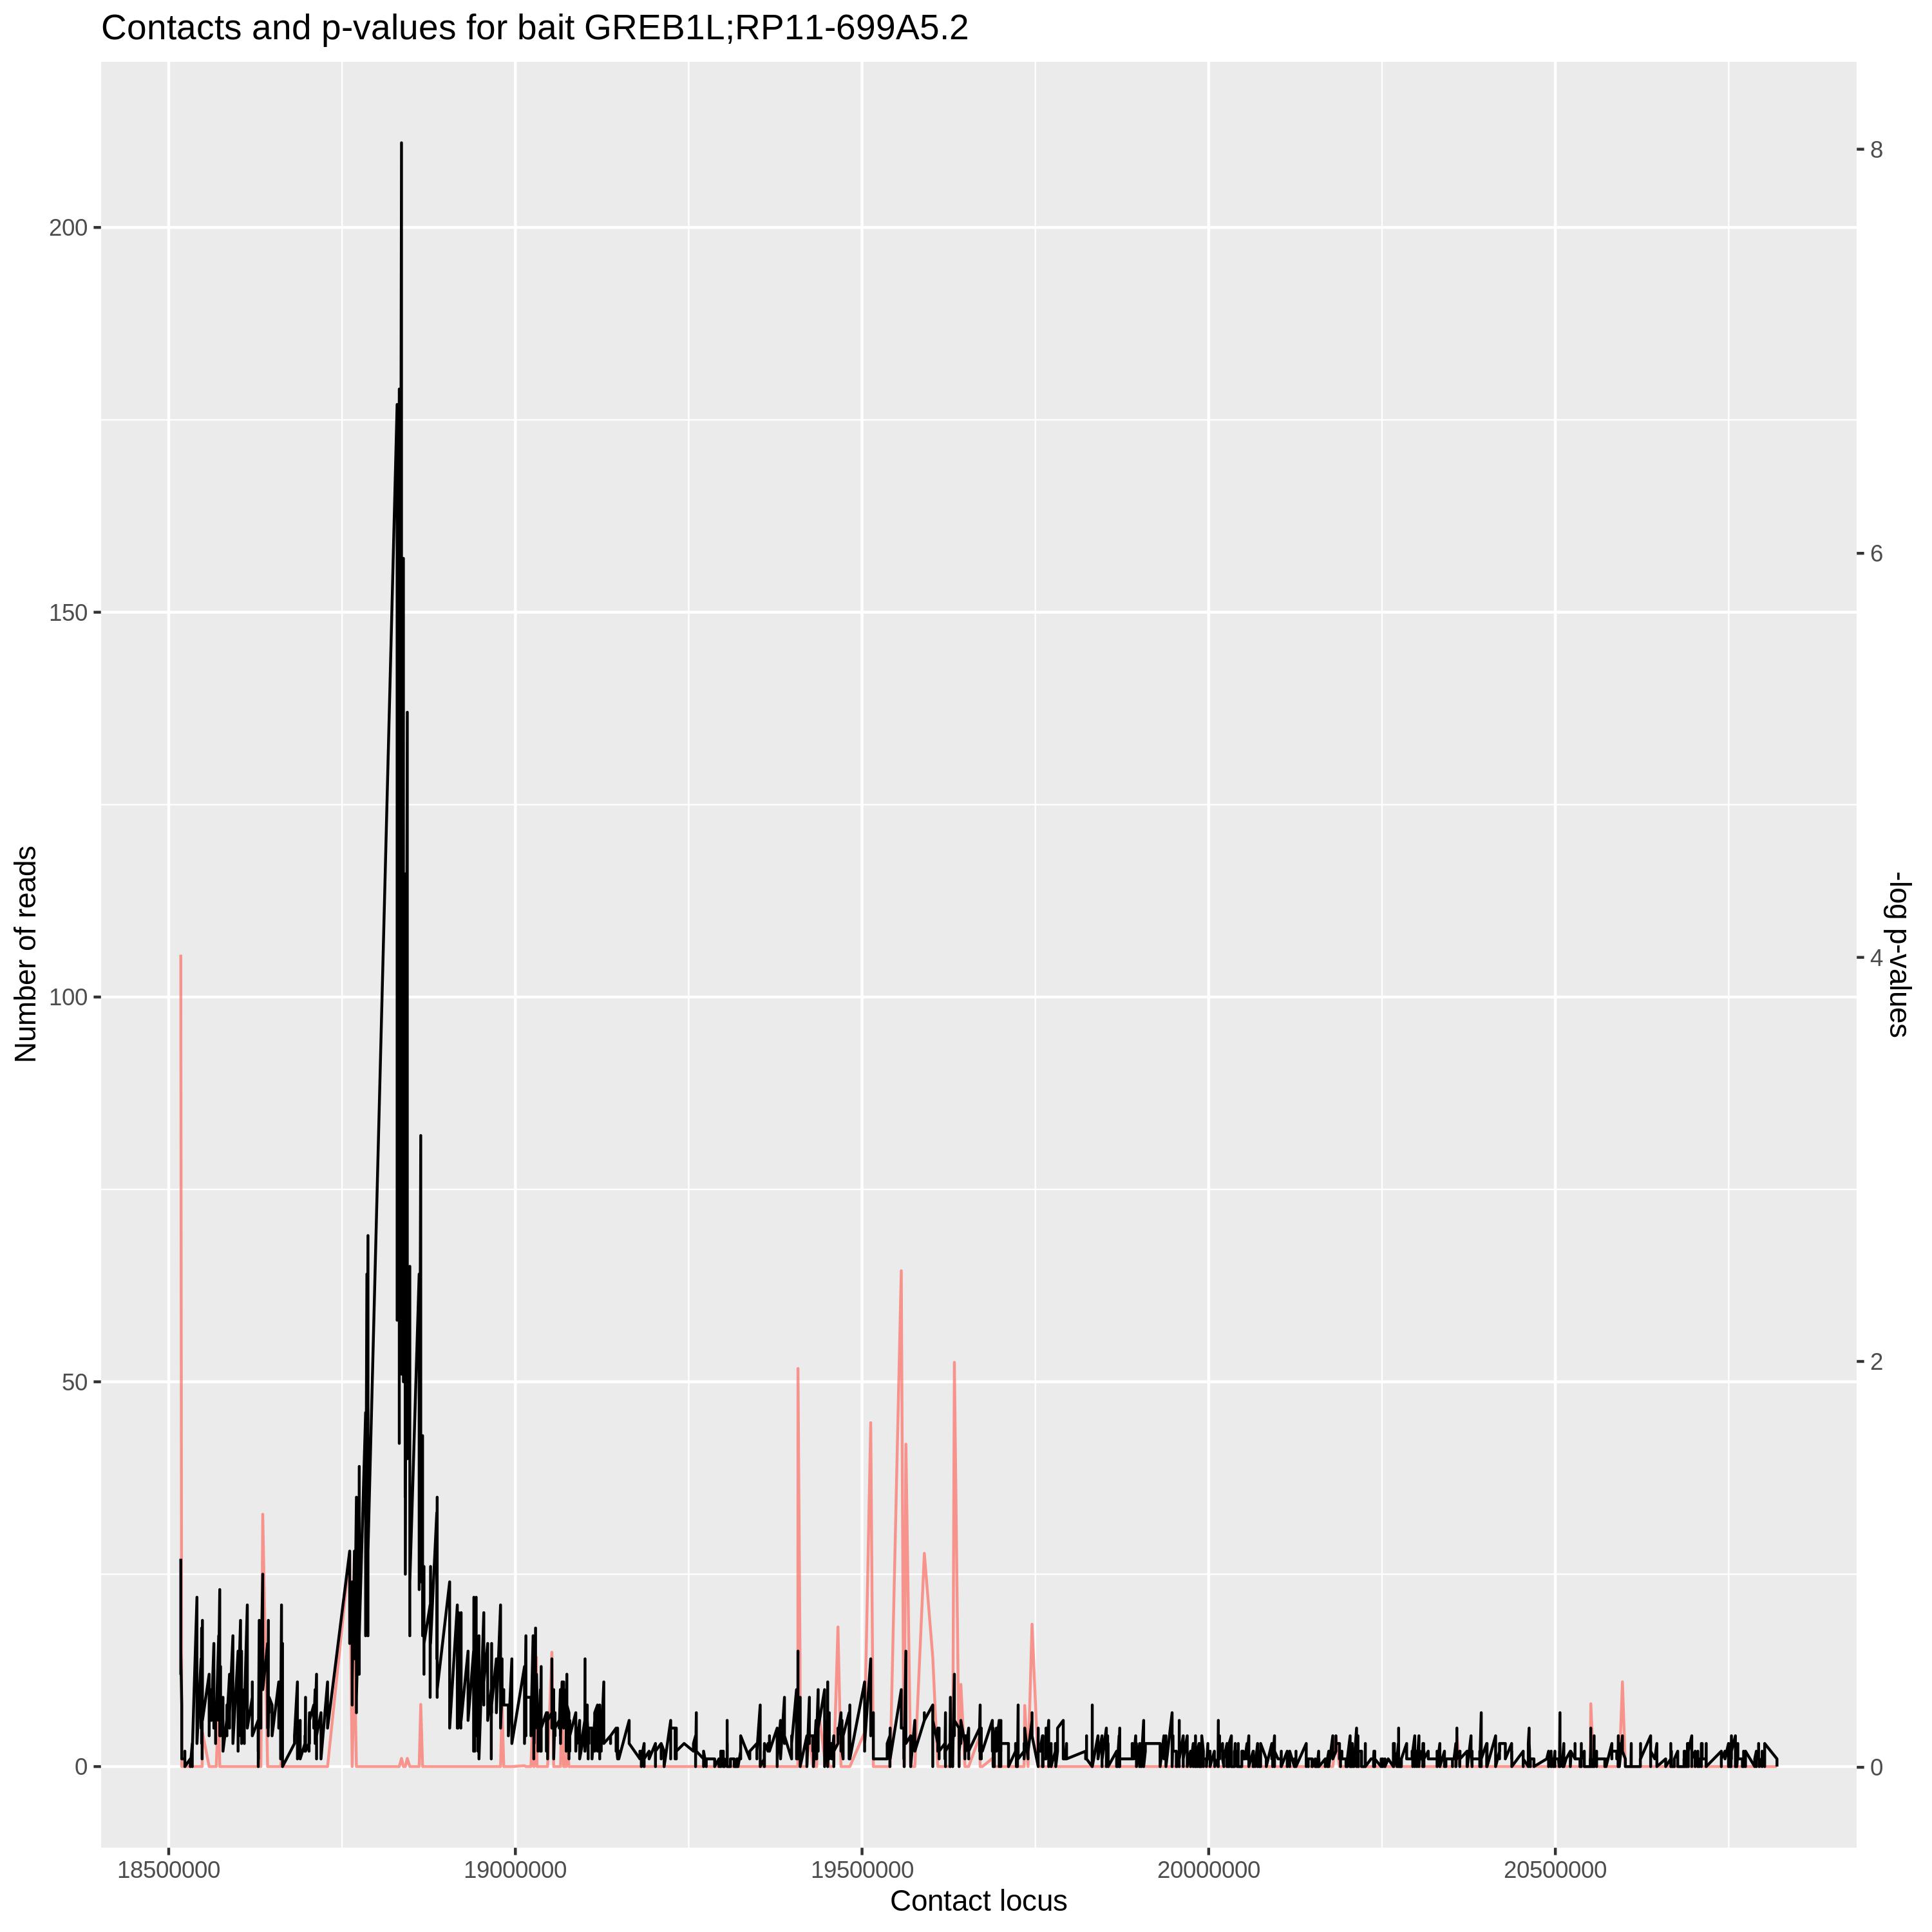 Contacts and p-values for bait GREB1L;RP11-699A5.2
200
150
100
50
0
Number of reads
8
6
4
2
0
-log p-values
18500000 19000000 19500000 20000000 20500000
Contact locus